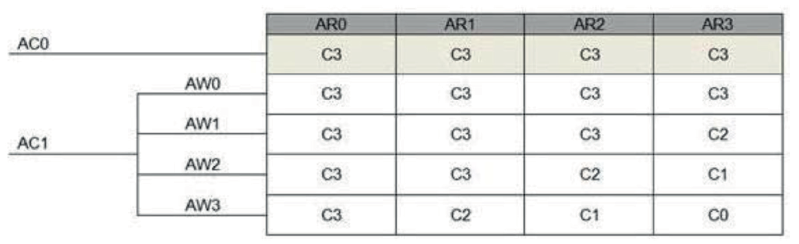 AR0 AR1 AR2 AR3
AC0 C3 C3 C3 C3
AW0 C3 C3 C3 C3
AW1 C3 C3 C3 C2
AC1
AW2 C3 C3 C2 C1
AW3 C3 C2 C1 C0